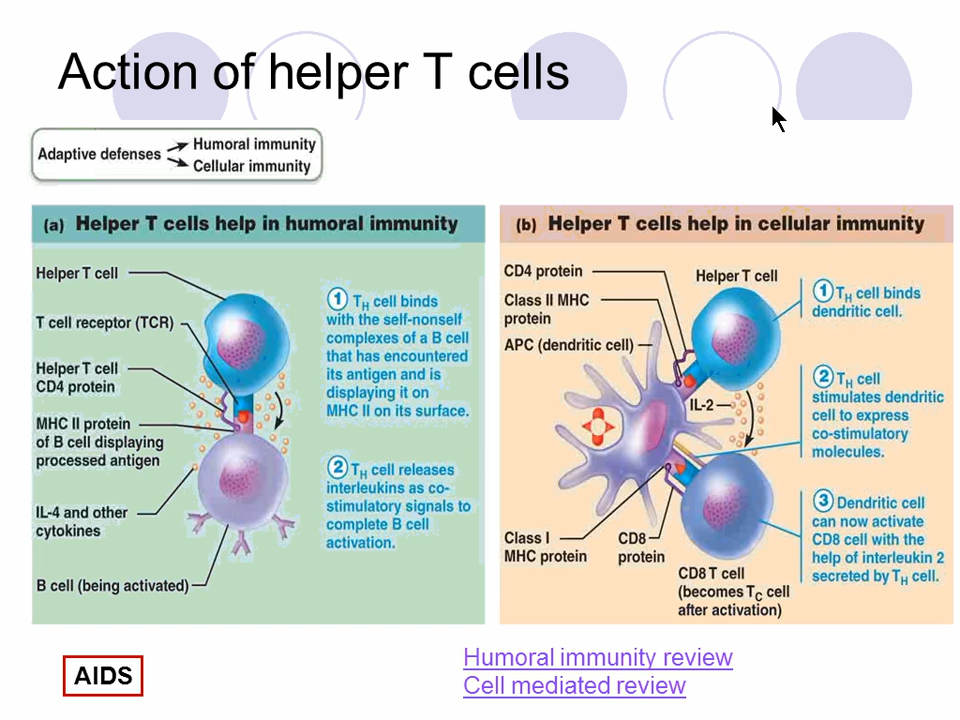 Action of helper T cells
Adaptive defenses
Humoral immunity
Cellular immunity
(a) Helper T cells help in humoral immunity
Helper T cell
T cell receptor (TCR)
Helper T cell
CD4 protein
MHC II protein
of B cell displaying
processed antigen
IL-4 and other
cytokines
B cell (being activated)
1 TH cell binds
with the self-nonself
complexes of a B cell
that has encountered
its antigen and is
displaying it on
MHC II on its surface.
2 TH cell releases
interleukins as co-
stimulatory signals to
complete B cell
activation.
(b) Helper T cells help in cellular immunity
CD4 protein
Class II MHC
protein
APC (dendritic cell)
Helper T cell
IL-2
Class I
MHC protein
CD8
protein
CD8 T cell
(becomes TC cell
after activation)
1 TH cell binds
dendritic cell.
2 TH cell
stimulates dendritic
cell to express
co-stimulatory
molecules.
3 Dendritic cell
can now activate
CD8 cell with the
help of interleukin 2
secreted by TH cell.
AIDS
Humoral immunity review
Cell mediated review